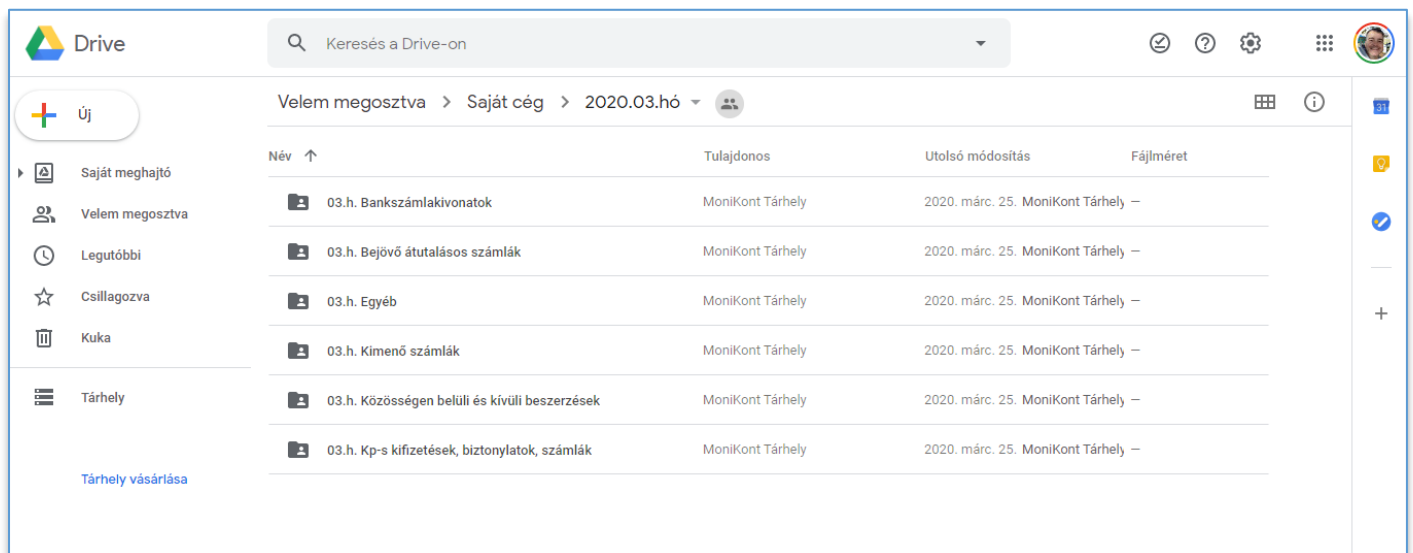 Drive
Keresés a Drive-on
Új
Velem megosztva > Saját cég > 2020.03.hó
31
Saját meghajtó
Velem megosztva
Legutóbbi
Csillagozva
Kuka
Tárhely
Tárhely vásárlása
Név Tulajdonos Utolsó módosítás Fájlméret
03.h. Bankszámlakivonatok MoniKont Tárhely 2020. márc. 25. MoniKont Tárhely —
03.h. Bejövő átutalásos számlák MoniKont Tárhely 2020. márc. 25. MoniKont Tárhely —
03.h. Egyéb MoniKont Tárhely 2020. márc. 25. MoniKont Tárhely —
03.h. Kimenő számlák MoniKont Tárhely 2020. márc. 25. MoniKont Tárhely —
03.h. Közösségen belüli és kívüli beszerzések MoniKont Tárhely 2020. márc. 25. MoniKont Tárhely —
03.h. Kp-s kifizetések, biztonylatok, számlák MoniKont Tárhely 2020. márc. 25. MoniKont Tárhely —